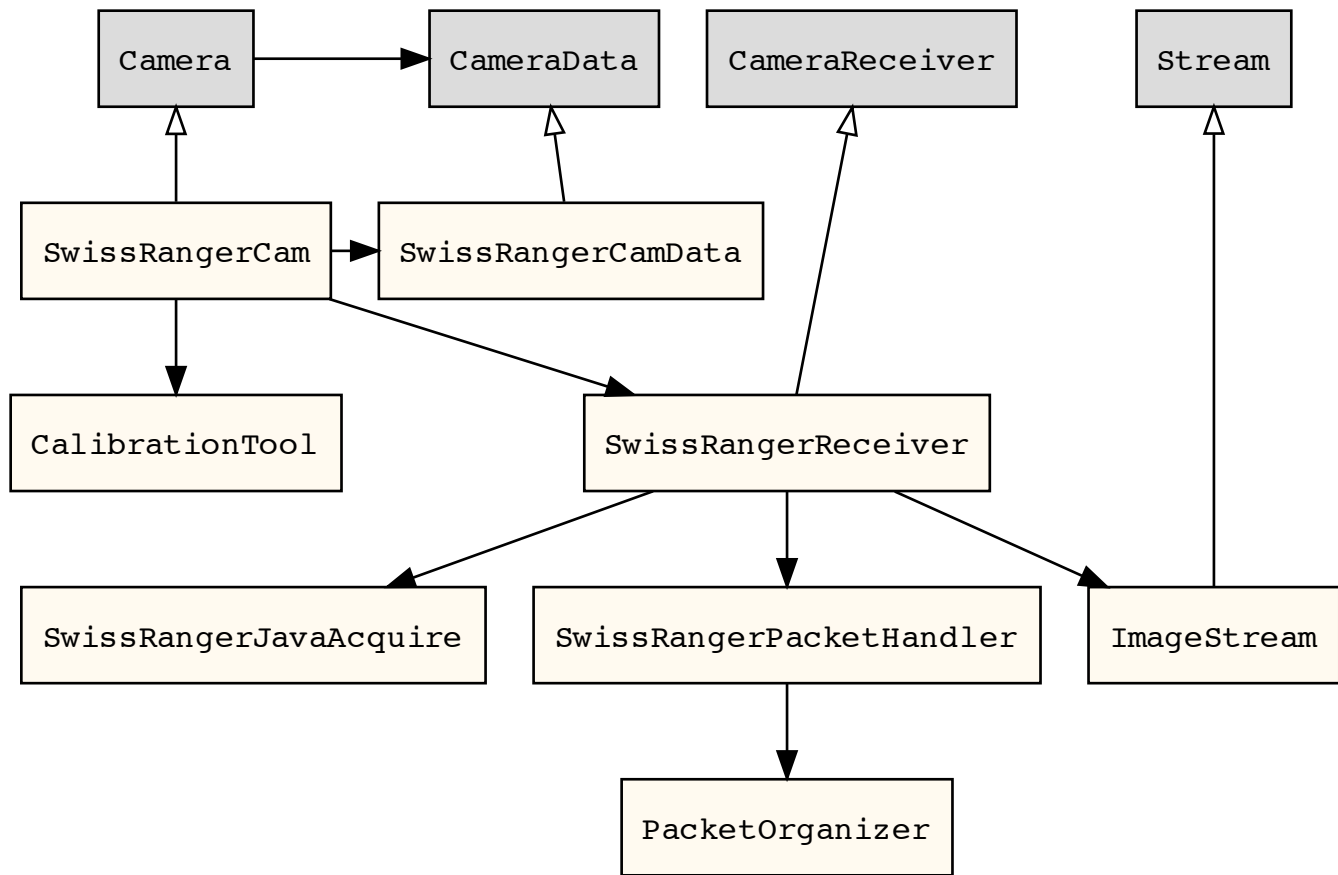 Camera
CameraData
CameraReceiver
Stream
SwissRangerCam
SwissRangerCamData
CalibrationTool
SwissRangerReceiver
SwissRangerJavaAcquire
SwissRangerPacketHandler
ImageStream
PacketOrganizer